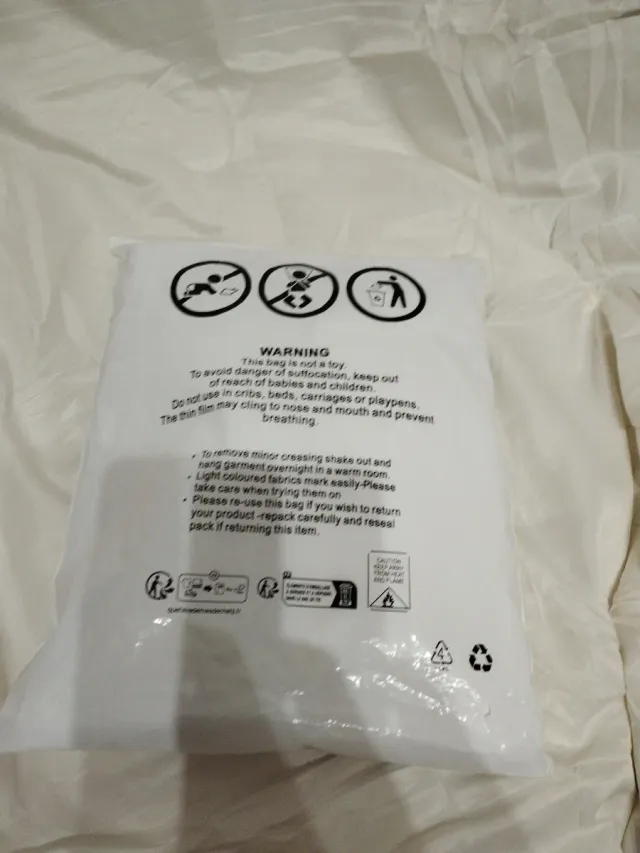 WARNING
This bag is not a toy.
To avoid danger of suffocation, keep out
of reach of babies and children.
Do not use in cribs, beds, carriages or playpens.
The thin film may cling to nose and mouth and prevent
breathing.
• To remove minor creasing shake out and
hang garment overnight in a warm room.
• Light coloured fabrics mark easily-Please
take care when trying them on
• Please re-use this bag if you wish to return
your product -repack carefully and reseal
pack if returning this item.
CAUTION
KEEP AWAY
FROM HEAT
AND FLAME
4